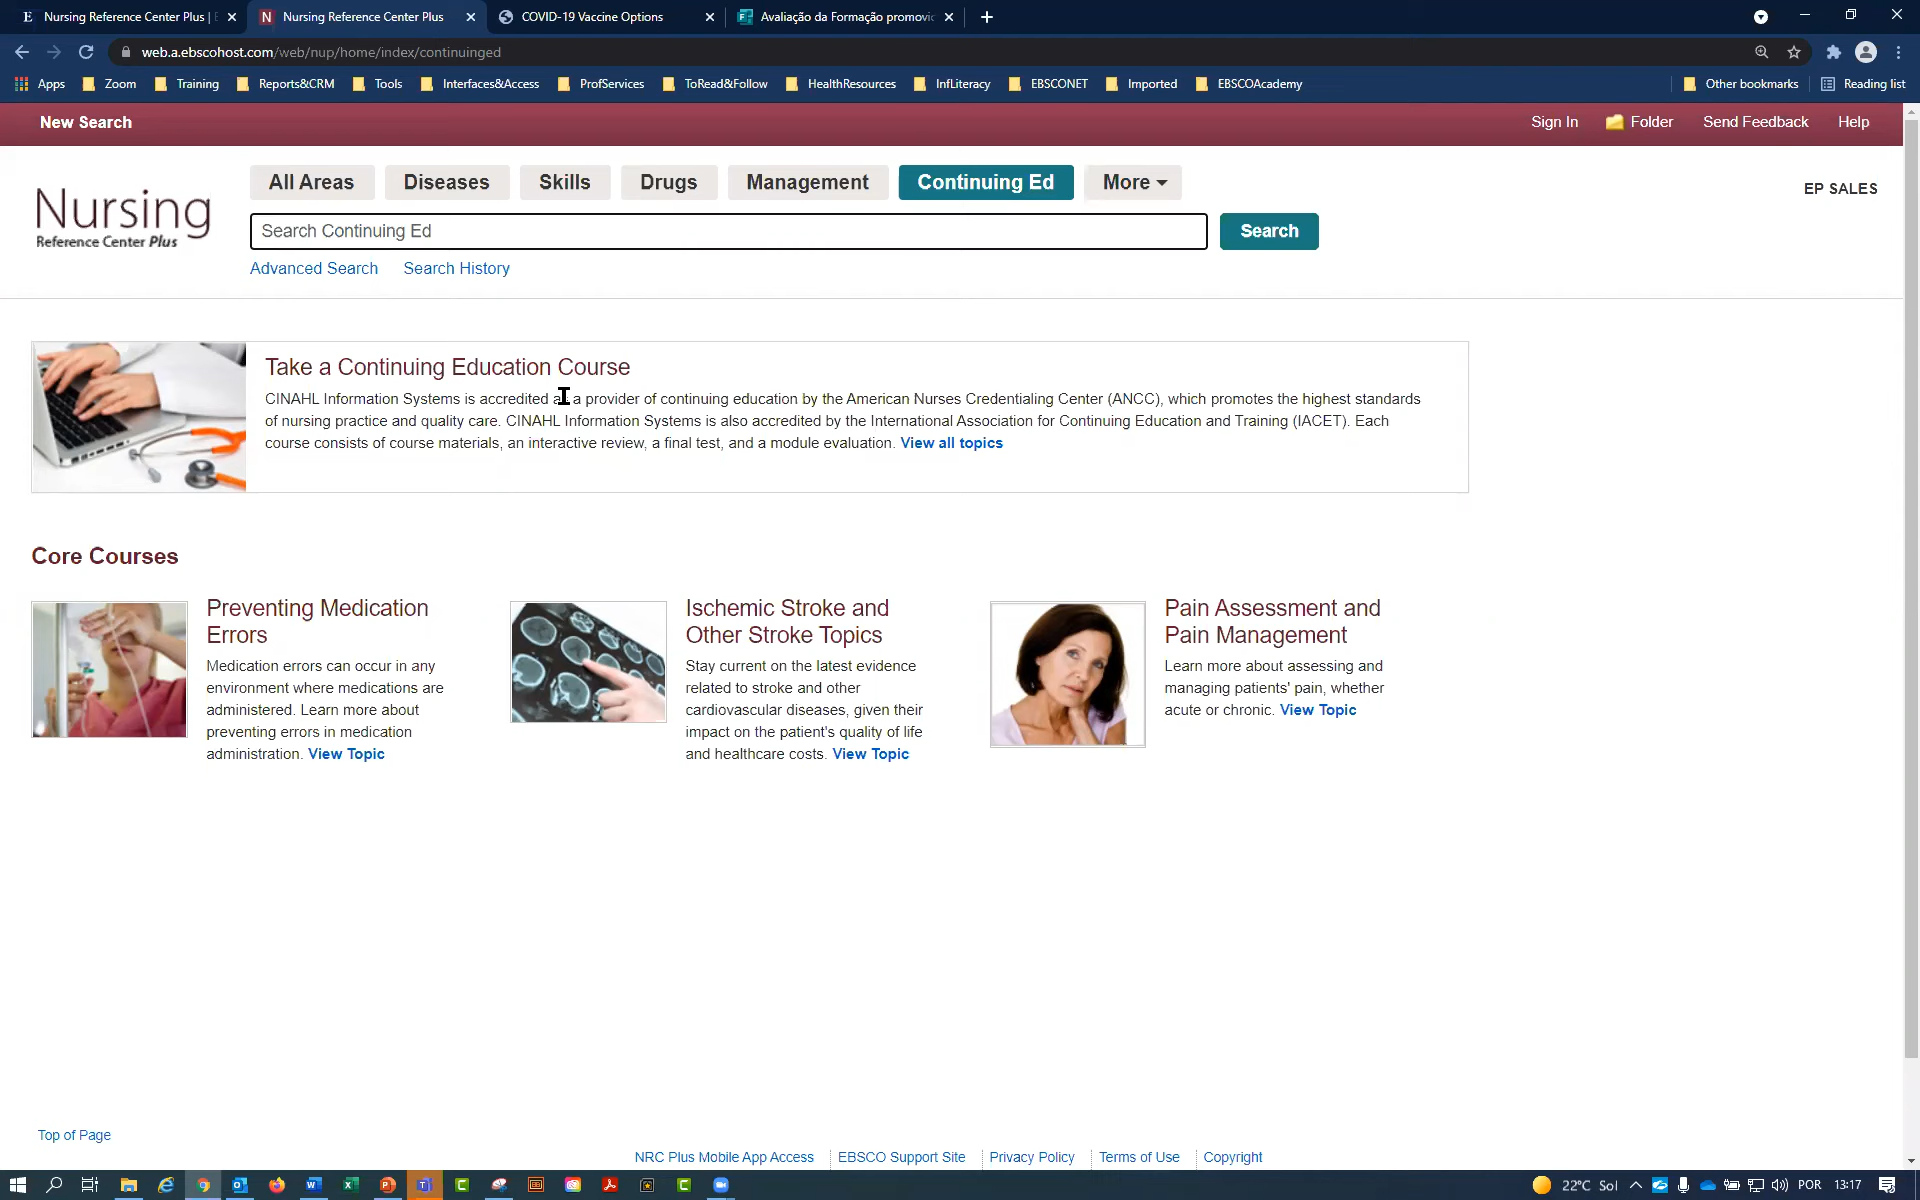 Nursing Reference Center Plus | E
Nursing Reference Center Plus
COVID-19 Vaccine Options
Avaliação da Formação promovid
web.a.ebscohost.com/web/nup/home/index/continuinged
Apps
Zoom
Training
Reports&CRM
Tools
Interfaces&Access
ProfServices
ToRead&Follow
HealthResources
InfLiteracy
EBSCONET
Imported
EBSCOAcademy
Other bookmarks
Reading list
New Search
Sign In
Folder
Send Feedback
Help
Nursing
Reference Center Plus
All Areas
Diseases
Skills
Drugs
Management
Continuing Ed
More
EP SALES
Search Continuing Ed
Search
Advanced Search
Search History
Take a Continuing Education Course
CINAHL Information Systems is accredited as a provider of continuing education by the American Nurses Credentialing Center (ANCC), which promotes the highest standards
of nursing practice and quality care. CINAHL Information Systems is also accredited by the International Association for Continuing Education and Training (IACET). Each
course consists of course materials, an interactive review, a final test, and a module evaluation. View all topics
Core Courses
Preventing Medication
Errors
Medication errors can occur in any
environment where medications are
administered. Learn more about
preventing errors in medication
administration. View Topic
Ischemic Stroke and
Other Stroke Topics
Stay current on the latest evidence
related to stroke and other
cardiovascular diseases, given their
impact on the patient's quality of life
and healthcare costs. View Topic
Pain Assessment and
Pain Management
Learn more about assessing and
managing patients' pain, whether
acute or chronic. View Topic
Top of Page
NRC Plus Mobile App Access
EBSCO Support Site
Privacy Policy
Terms of Use
Copyright
22°C Sol
POR
13:17